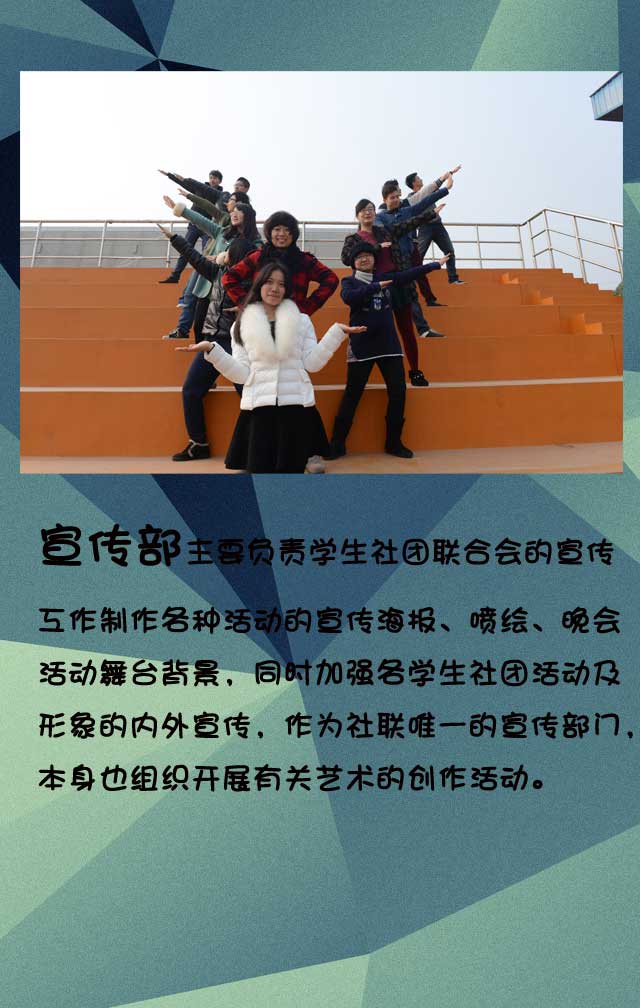 宣传部主要负责学生社团联合会的宣传
互作制作各种活动的宣传海报、喷绘、晚会
活动舞台背景，同时加强各学生社团活动及
形象的内外宣传，作为社联唯一的宣传部门，
本身也组织开展有关艺术的创作活动。